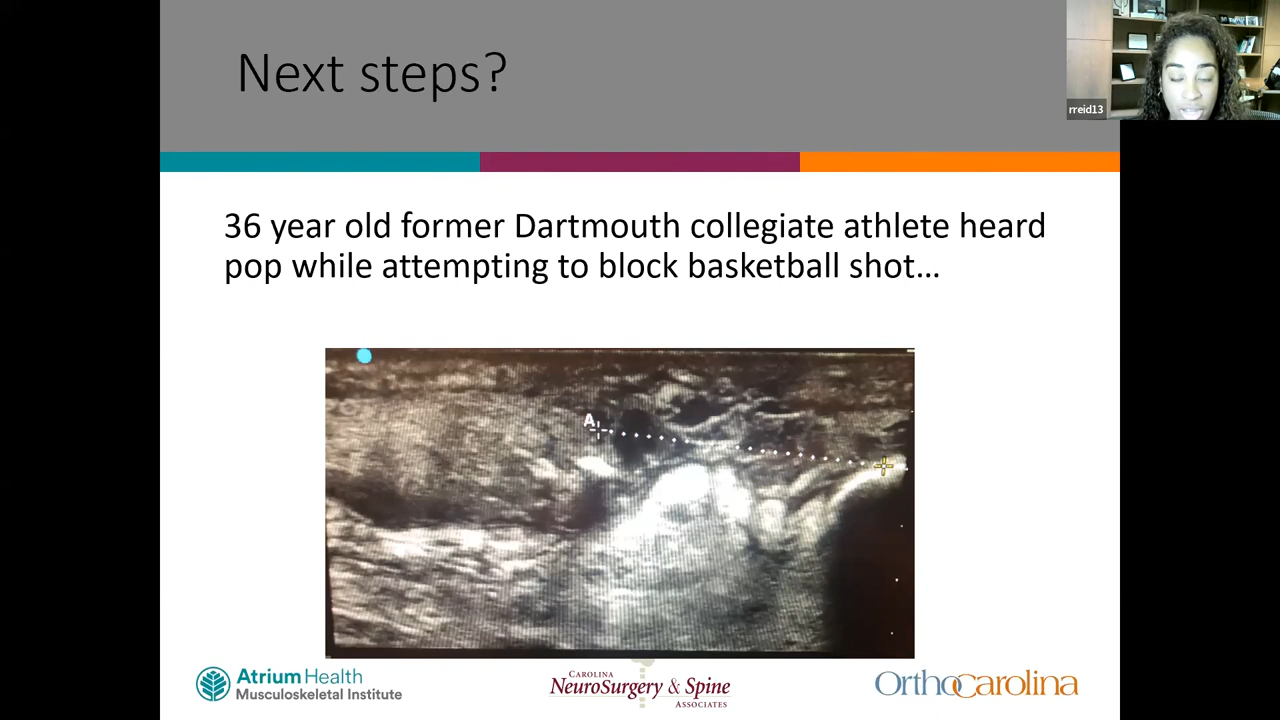 Next steps?
rreid13
36 year old former Dartmouth collegiate athlete heard
pop while attempting to block basketball shot…
A
Atrium Health
Musculoskeletal Institute
CAROLINA
NEUROSURGERY & SPINE
ASSOCIATES
OrthoCarolina